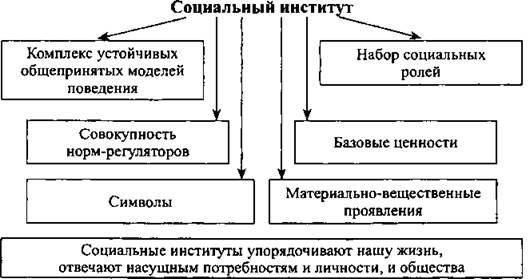 Социальный институт
Комплекс устойчивых
общепринятых моделей
поведения
Набор социальных
ролей
Совокупность
норм-регуляторов
Базовые ценности
Символы
Материально-вещественные
проявления
Социальные институты упорядочивают нашу жизнь,
отвечают насущным потребностям и личности, и общества